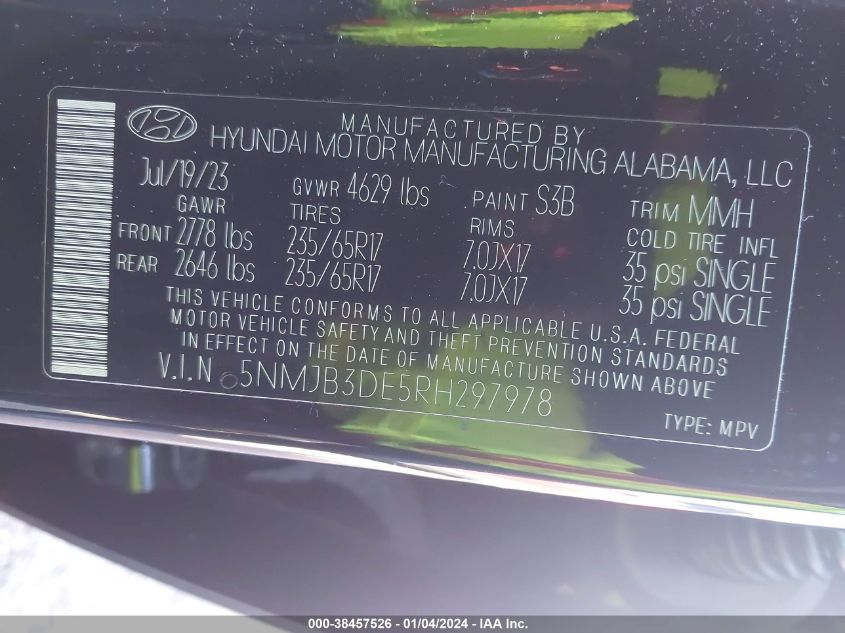 MANUFACTURED BY
HYUNDAI MOTOR MANUFACTURING ALABAMA, LLC
Jul/19/23 GVWR 4629 lbs PAINT S3B TRIM MMH
GAWR TIRES RIMS COLD TIRE INFL
FRONT 2778 lbs 235/65R17 7.0JX17 35 psi SINGLE
REAR 2646 lbs 235/65R17 7.0JX17 35 psi SINGLE
THIS VEHICLE CONFORMS TO ALL APPLICABLE U.S.A. FEDERAL
MOTOR VEHICLE SAFETY AND THEFT PREVENTION STANDARDS
IN EFFECT ON THE DATE OF MANUFACTURE SHOWN ABOVE
V.I.N 5NMJB3DE5RH297978
TYPE: MPV
000-38457526 - 01/04/2024 - IAA Inc.